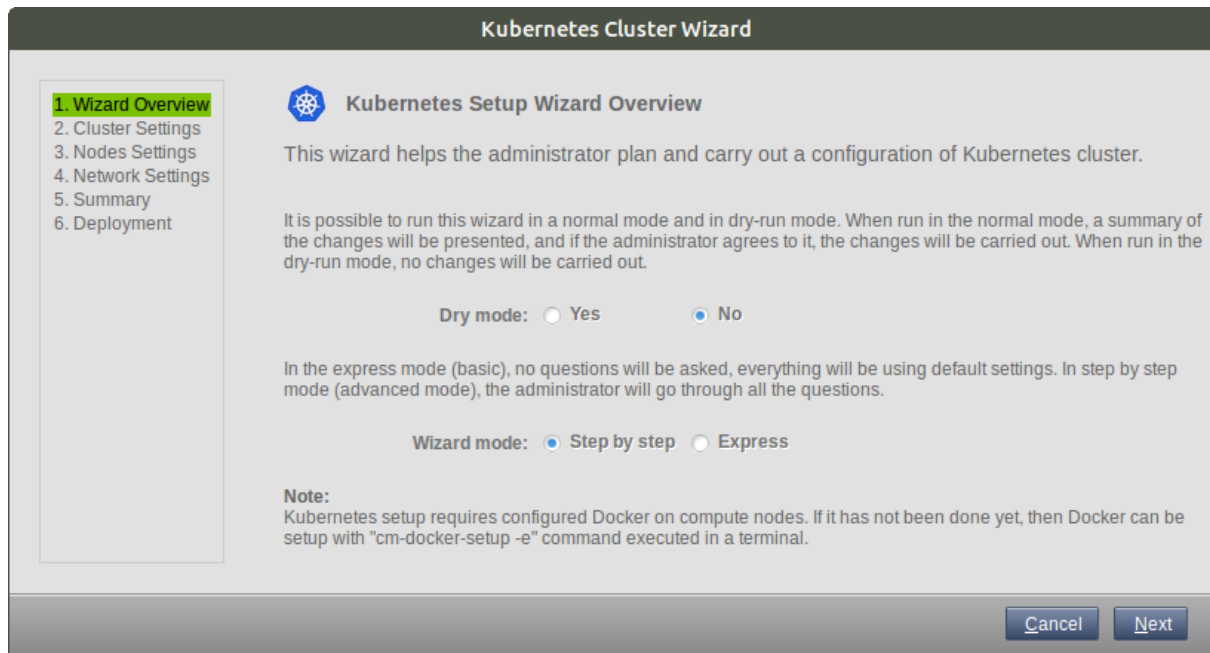 Kubernetes Cluster Wizard
1. Wizard Overview
2. Cluster Settings
3. Nodes Settings
4. Network Settings
5. Summary
6. Deployment
Kubernetes Setup Wizard Overview
This wizard helps the administrator plan and carry out a configuration of Kubernetes cluster.
It is possible to run this wizard in a normal mode and in dry-run mode. When run in the normal mode, a summary of
the changes will be presented, and if the administrator agrees to it, the changes will be carried out. When run in the
dry-run mode, no changes will be carried out.
Dry mode: Yes No
In the express mode (basic), no questions will be asked, everything will be using default settings. In step by step
mode (advanced mode), the administrator will go through all the questions.
Wizard mode: Step by step Express
Note:
Kubernetes setup requires configured Docker on compute nodes. If it has not been done yet, then Docker can be
setup with "cm-docker-setup -e" command executed in a terminal.
Cancel Next